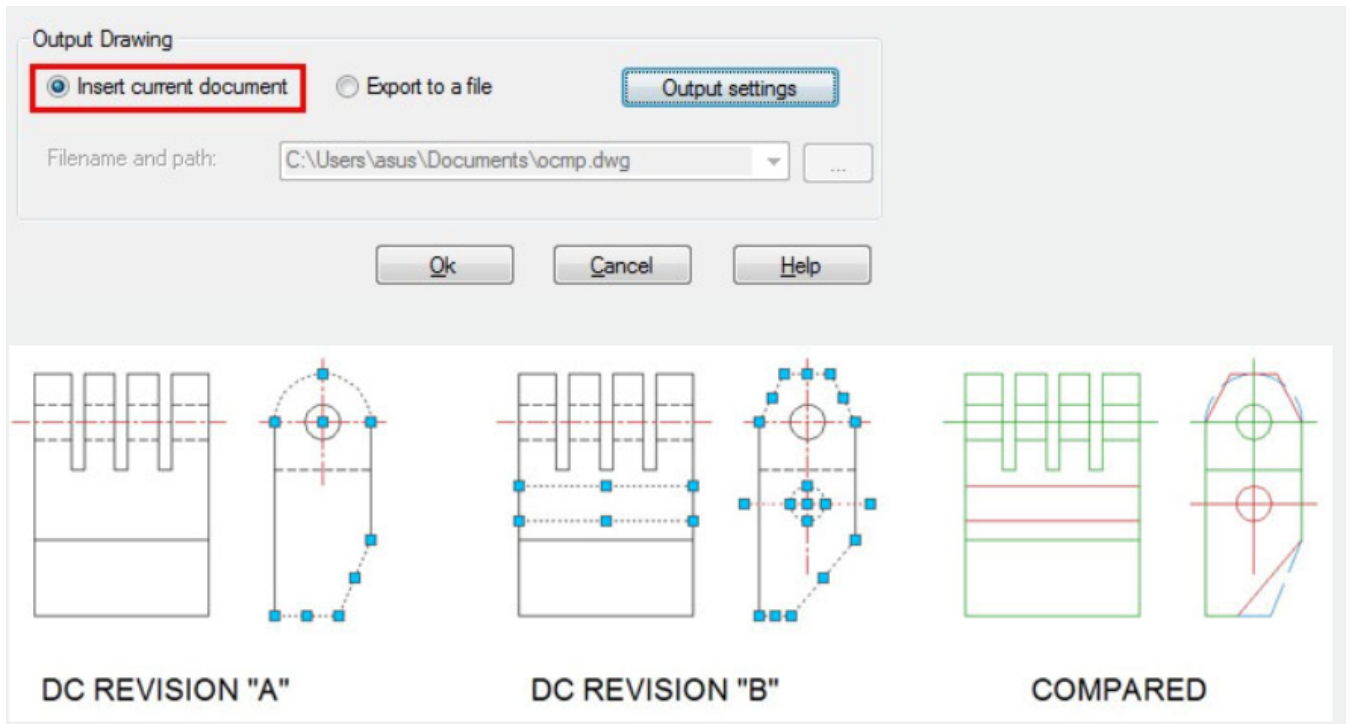 Output Drawing
Insert current document Export to a file Output settings
Filename and path: C:\Users\asus\Documents\ocmp.dwg ...
Ok Cancel Help
DC REVISION "A" DC REVISION "B" COMPARED